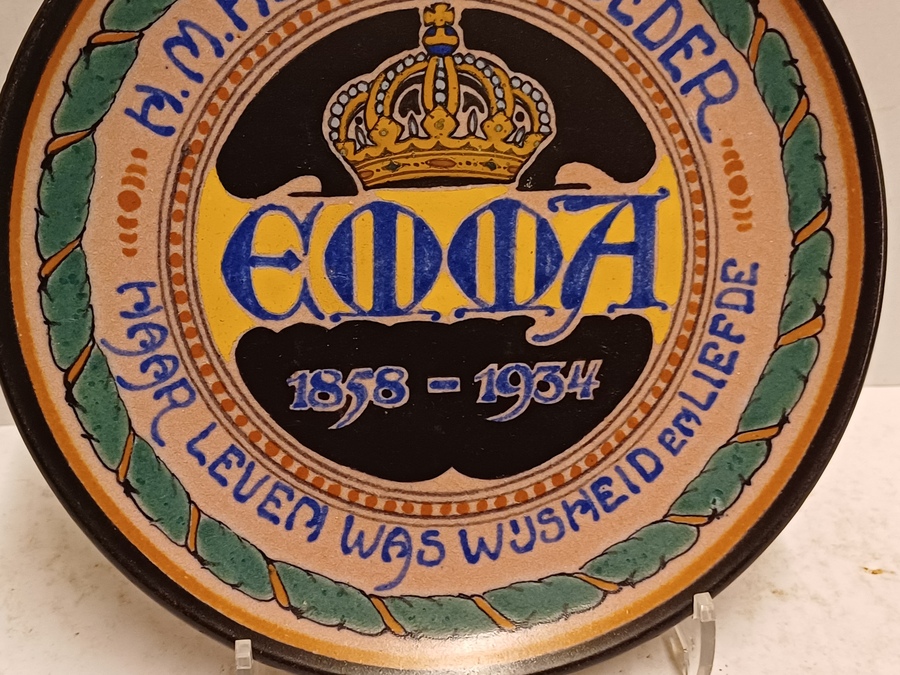 H.M.
EMMA
1858 - 1934
HAAR LEVEN WAS WIJSHEID EN LIEFDE